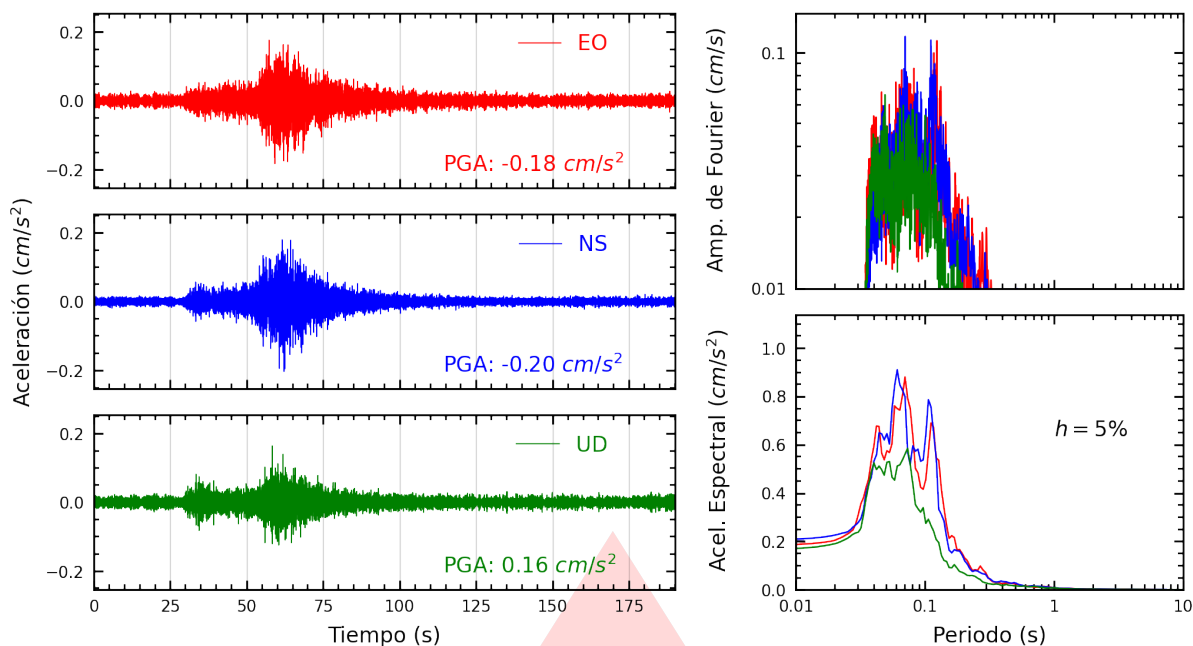 Aceleración (cm/s²)
0.2
0.0
−0.2
EO
PGA: -0.18 cm/s²
0.2
0.0
−0.2
NS
PGA: -0.20 cm/s²
0.2
0.0
−0.2
UD
PGA: 0.16 cm/s²
0 25 50 75 100 125 150 175
Tiempo (s)
Amp. de Fourier (cm/s)
0.1
0.01
Acel. Espectral (cm/s²)
1.0
0.8
0.6
0.4
0.2
0.0
h = 5%
0.01 0.1 1 10
Periodo (s)